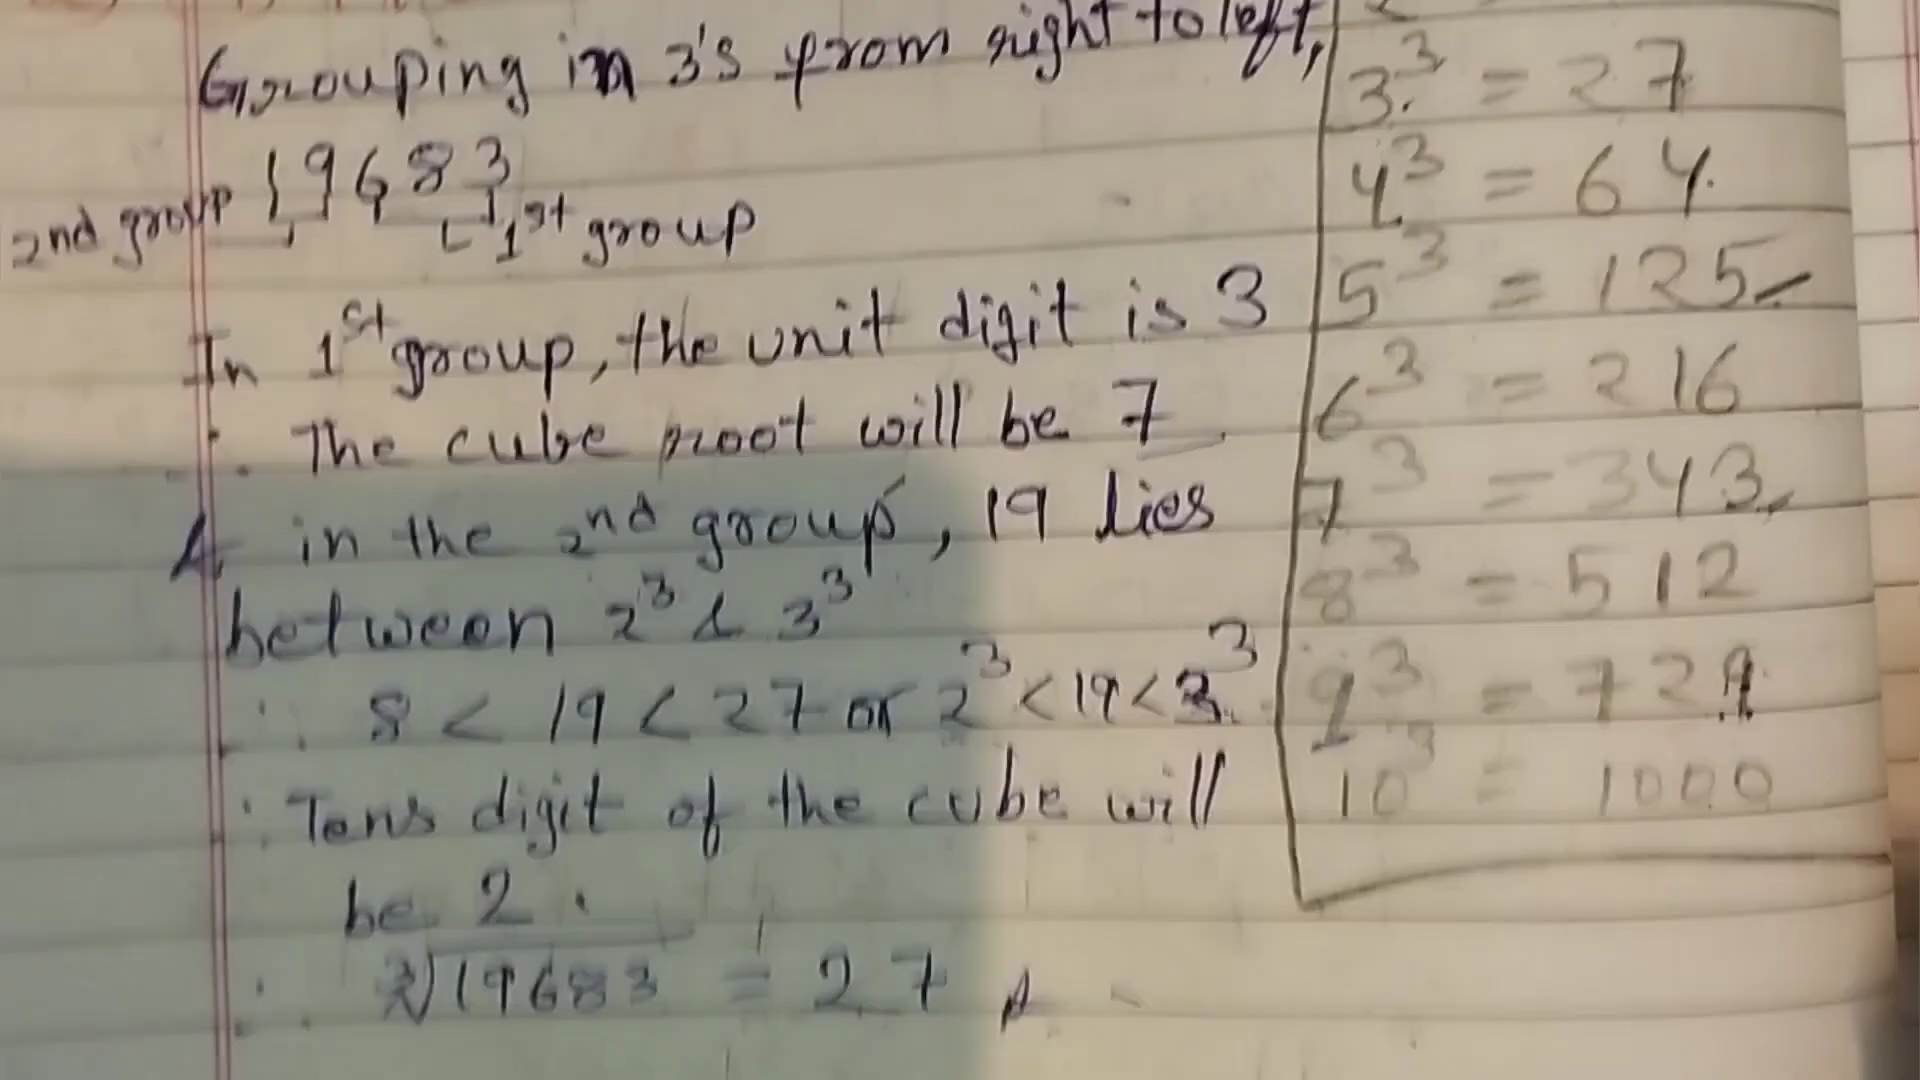 Grouping in 3's from right to left,
19683
2nd group
1st group
In 1st group, the unit digit is 3
∴ The cube root will be 7
& in the 2nd group, 19 lies
between 2³ & 3³
∴ 8 < 19 < 27 or 2³ < 19 < 3³
∴ Tens digit of the cube will
be 2.
∴ ∛19683 = 27
3³ = 27
4³ = 64
5³ = 125
6³ = 216
7³ = 343
8³ = 512
9³ = 729
10³ = 1000